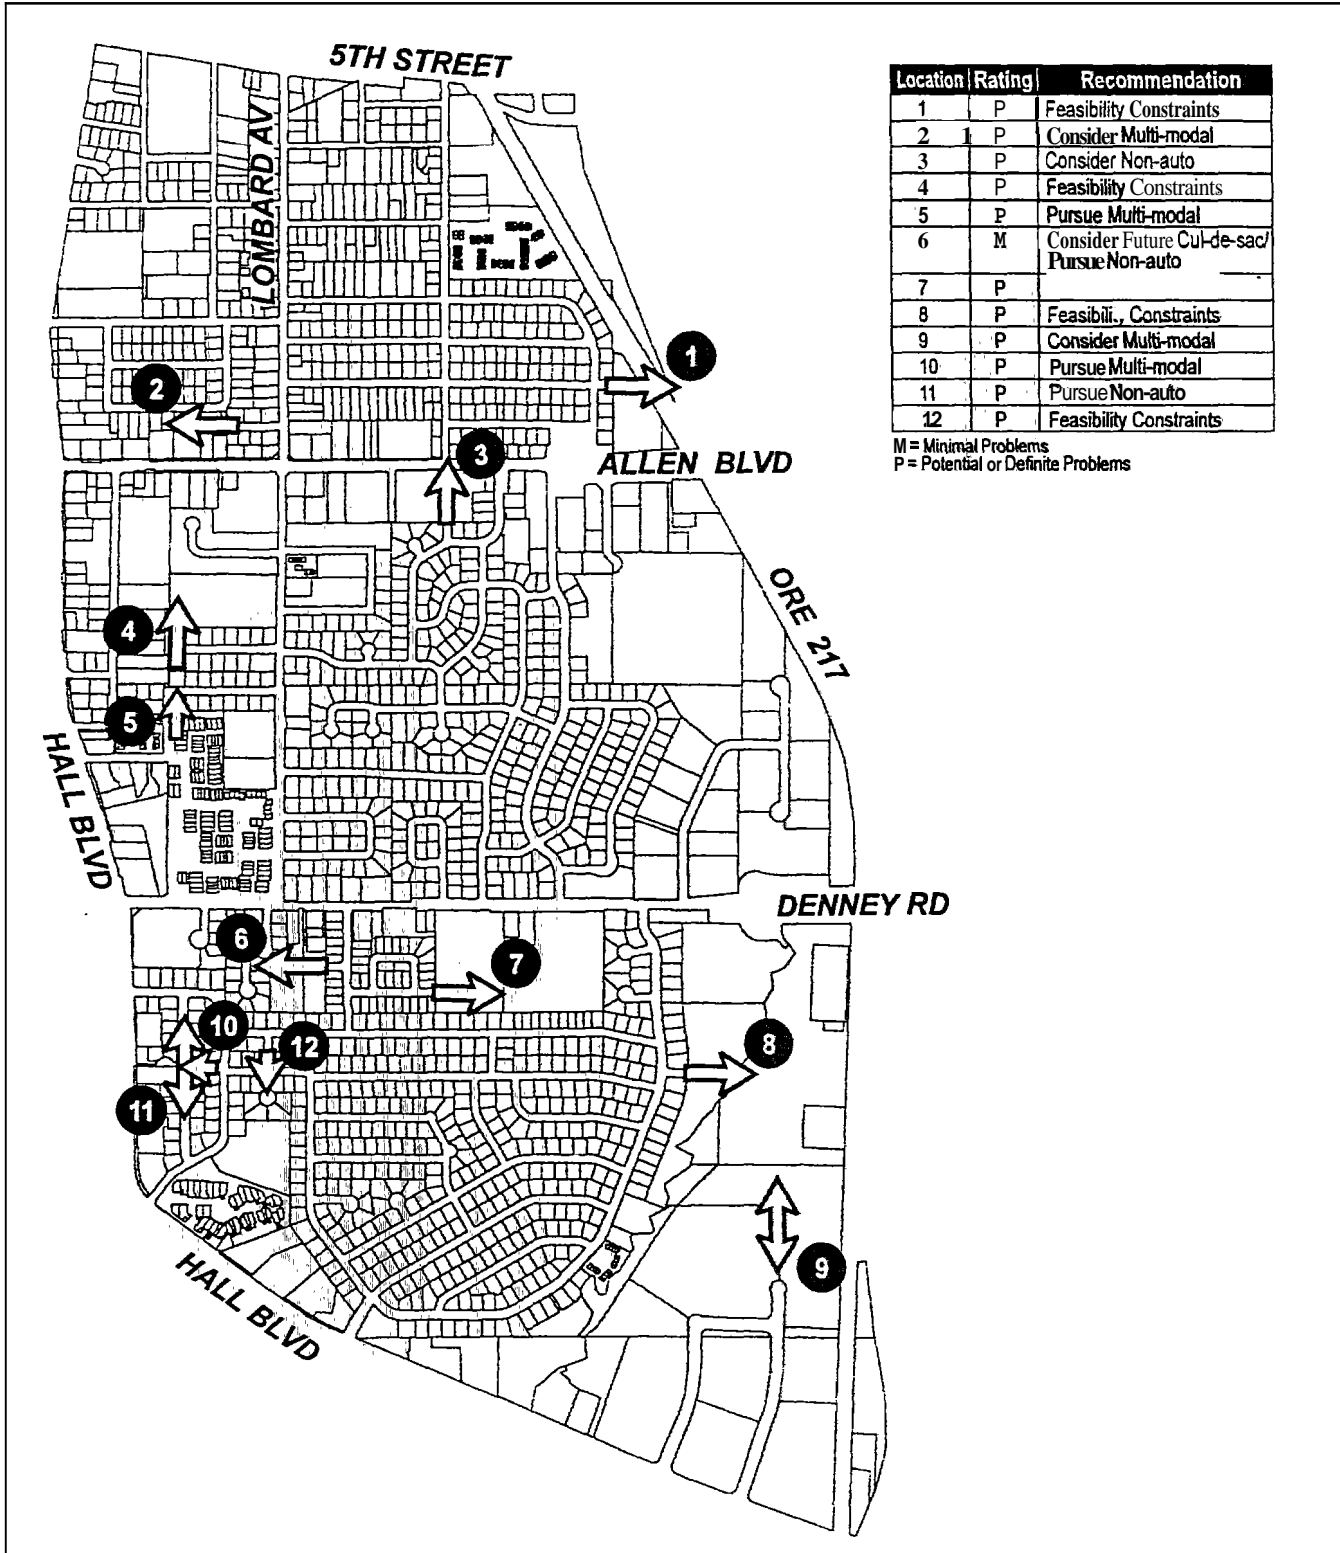 5TH STREET
LOMBARD AV
Location Rating Recommendation
1 P Feasibility Constraints
2 1 P Consider Multi-modal
3 P Consider Non-auto
4 P Feasibility Constraints
5 P Pursue Multi-modal
6 M Consider Future Cul-de-sac/
Pursue Non-auto
7 P
8 P Feasibili., Constraints
9 P Consider Multi-modal
10 P Pursue Multi-modal
11 P Pursue Non-auto
12 P Feasibility Constraints
M = Minimal Problems
P = Potential or Definite Problems
1
2
3
ALLEN BLVD
ORE 217
4
5
HALL BLVD
DENNEY RD
6
7
10
12
8
11
9
HALL BLVD